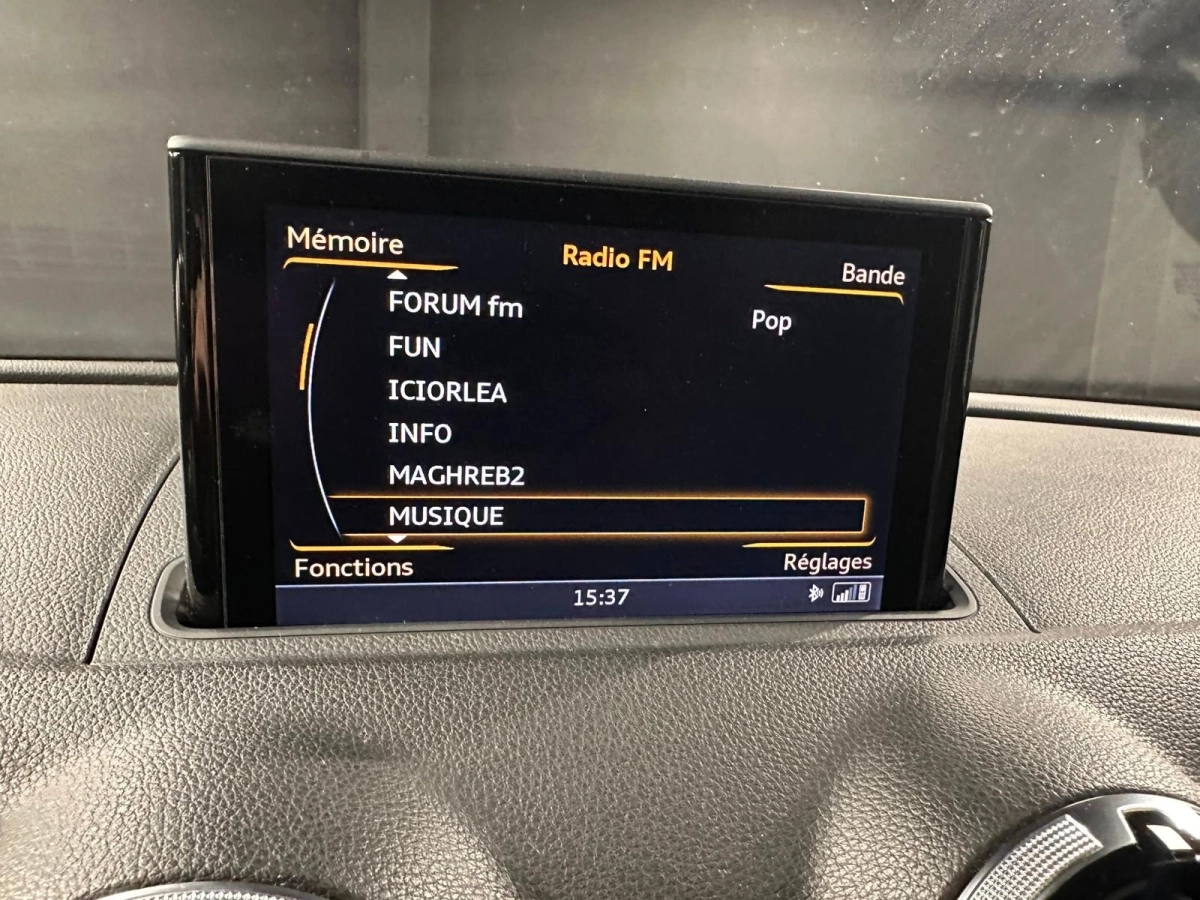 Mémoire
Radio FM
Bande
FORUM fm
Pop
FUN
ICIORLEA
INFO
MAGHREB2
MUSIQUE
Fonctions
Réglages
15:37